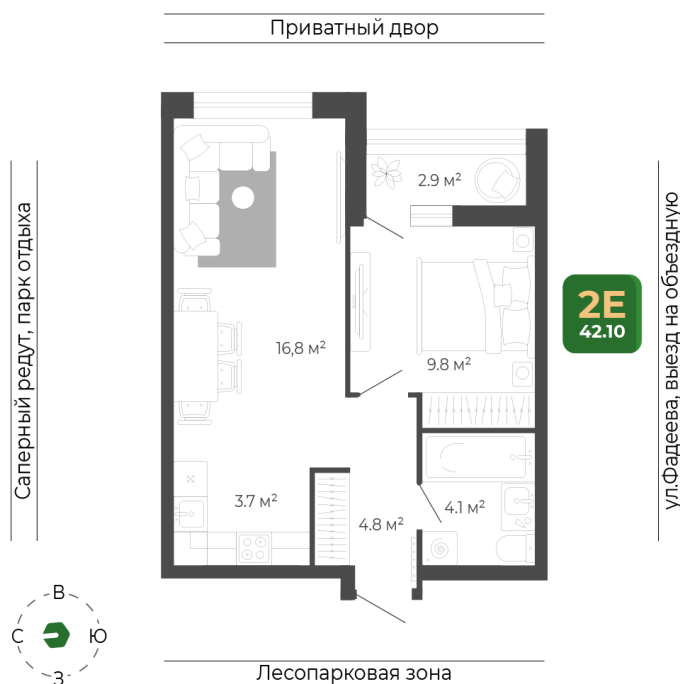 Приватный двор
Саперный редут, парк отдыха
2.9 м²
2Е
42.10
16,8 м²
9.8 м²
3.7 м²
4.8 м²
4.1 м²
ул.Фадеева, выезд на объездную
В
С
Ю
З
Лесопарковая зона